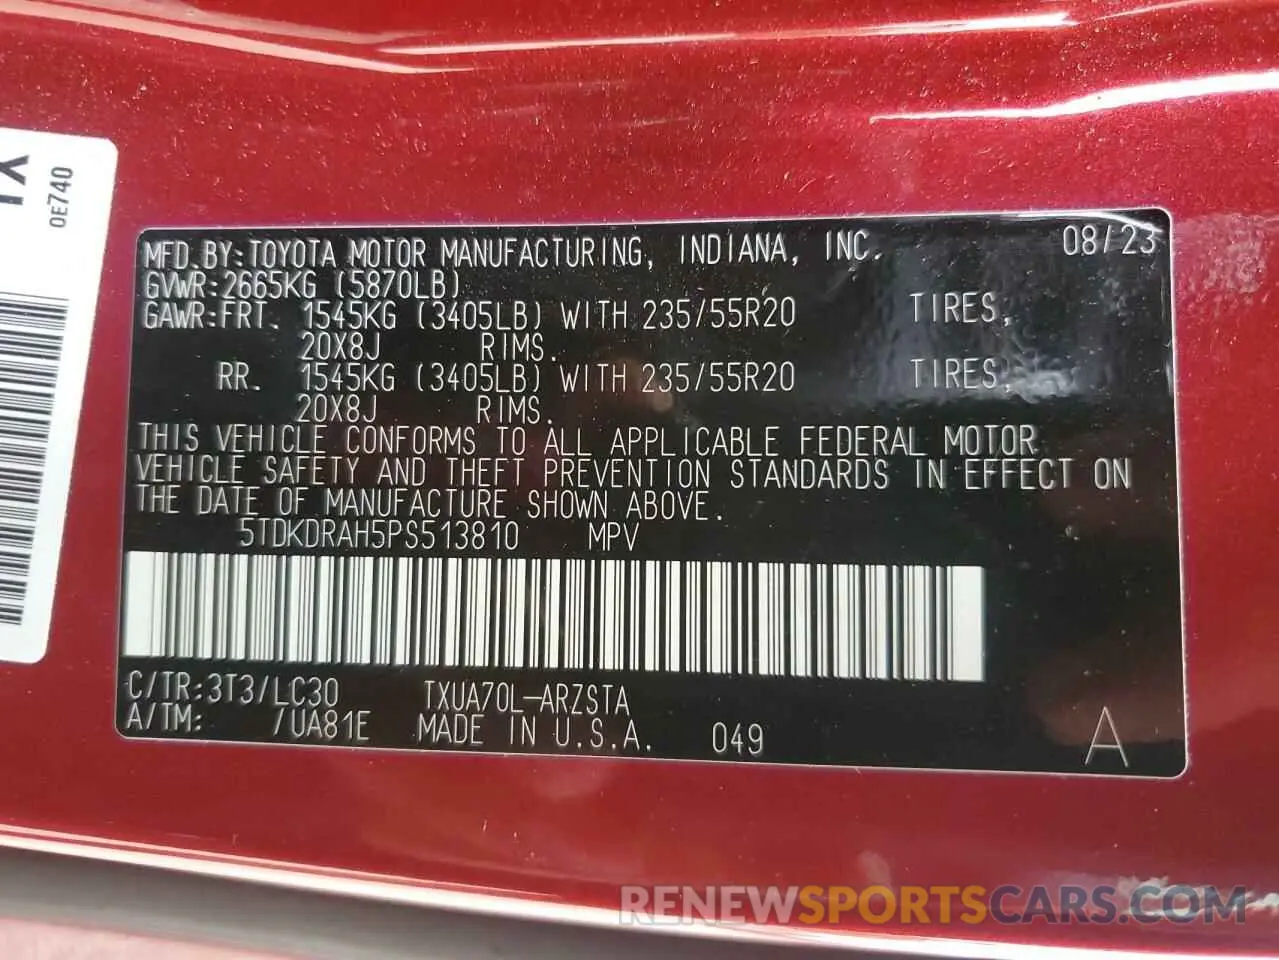 MFD.BY:TOYOTA MOTOR MANUFACTURING, INDIANA, INC. 08/23
GVWR:2665KG (5870LB)
GAWR:FRT. 1545KG (3405LB) WITH 235/55R20 TIRES,
20X8J RIMS.
RR. 1545KG (3405LB) WITH 235/55R20 TIRES,
20X8J RIMS.
THIS VEHICLE CONFORMS TO ALL APPLICABLE FEDERAL MOTOR
VEHICLE SAFETY AND THEFT PREVENTION STANDARDS IN EFFECT ON
THE DATE OF MANUFACTURE SHOWN ABOVE.
5TDKDRAH5PS513810 MPV
C/TR:3T3/LC30 TXUA70L-ARZSTA
A/TM: /UA81E MADE IN U.S.A. 049 A
0E740
RENEWSPORTSCARS.COM